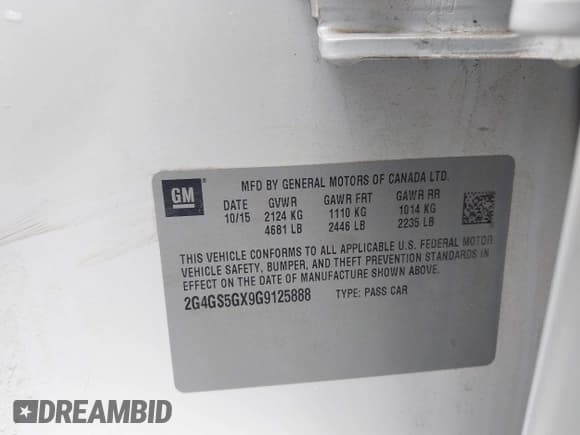 GM
MFD BY GENERAL MOTORS OF CANADA LTD.
DATE GVWR GAWR FRT GAWR RR
10/15 2124 KG 1110 KG 1014 KG
4681 LB 2446 LB 2235 LB
THIS VEHICLE CONFORMS TO ALL APPLICABLE U.S. FEDERAL MOTOR
VEHICLE SAFETY, BUMPER, AND THEFT PREVENTION STANDARDS IN
EFFECT ON THE DATE OF MANUFACTURE SHOWN ABOVE.
2G4GS5GX9G9125888 TYPE: PASS CAR
DREAMBID